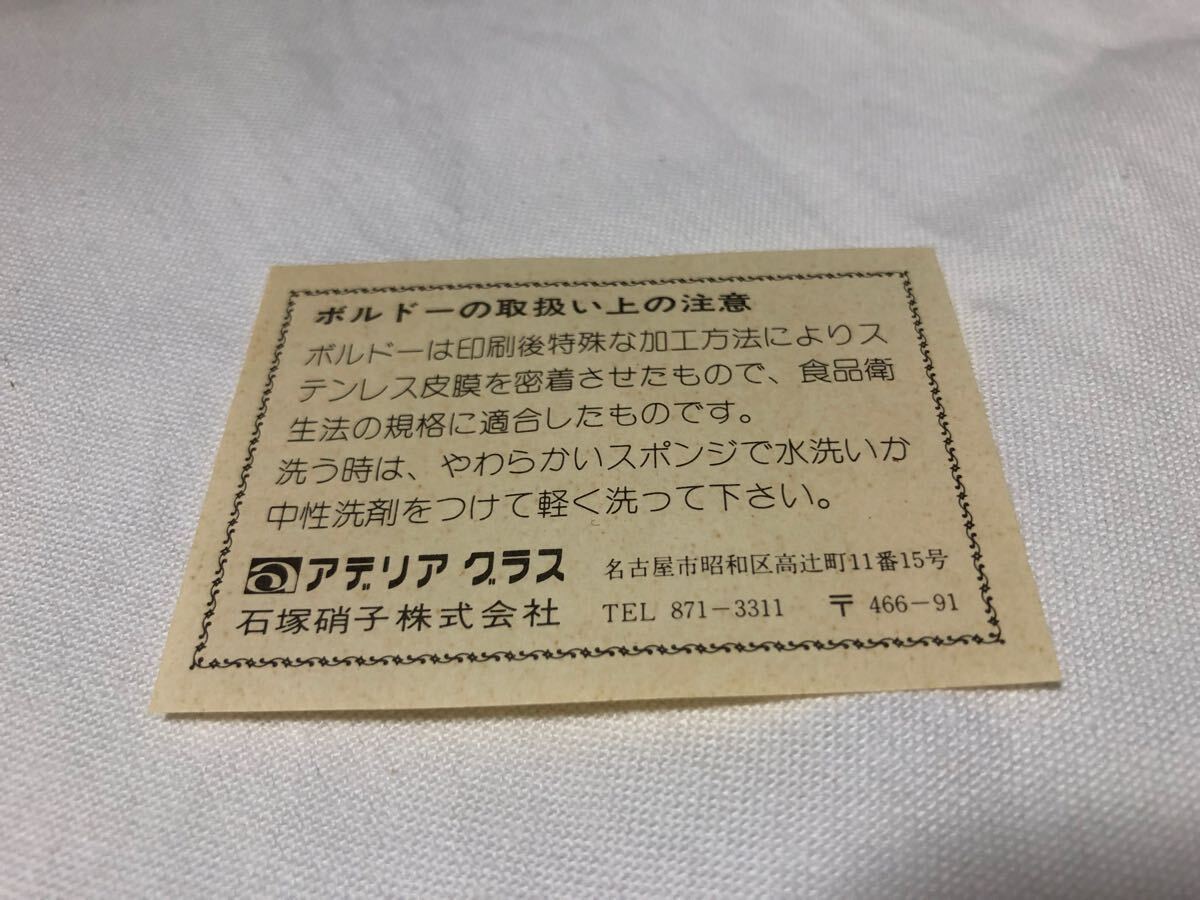 ボルドーの取扱い上の注意
ボルドーは印刷後特殊な加工方法によりス
テンレス皮膜を密着させたもので、食品衛
生法の規格に適合したものです。
洗う時は、やわらかいスポンジで水洗いか
中性洗剤をつけて軽く洗って下さい。
アデリアグラス 名古屋市昭和区高辻町11番15号
石塚硝子株式会社 TEL 871-3311 〒 466-91